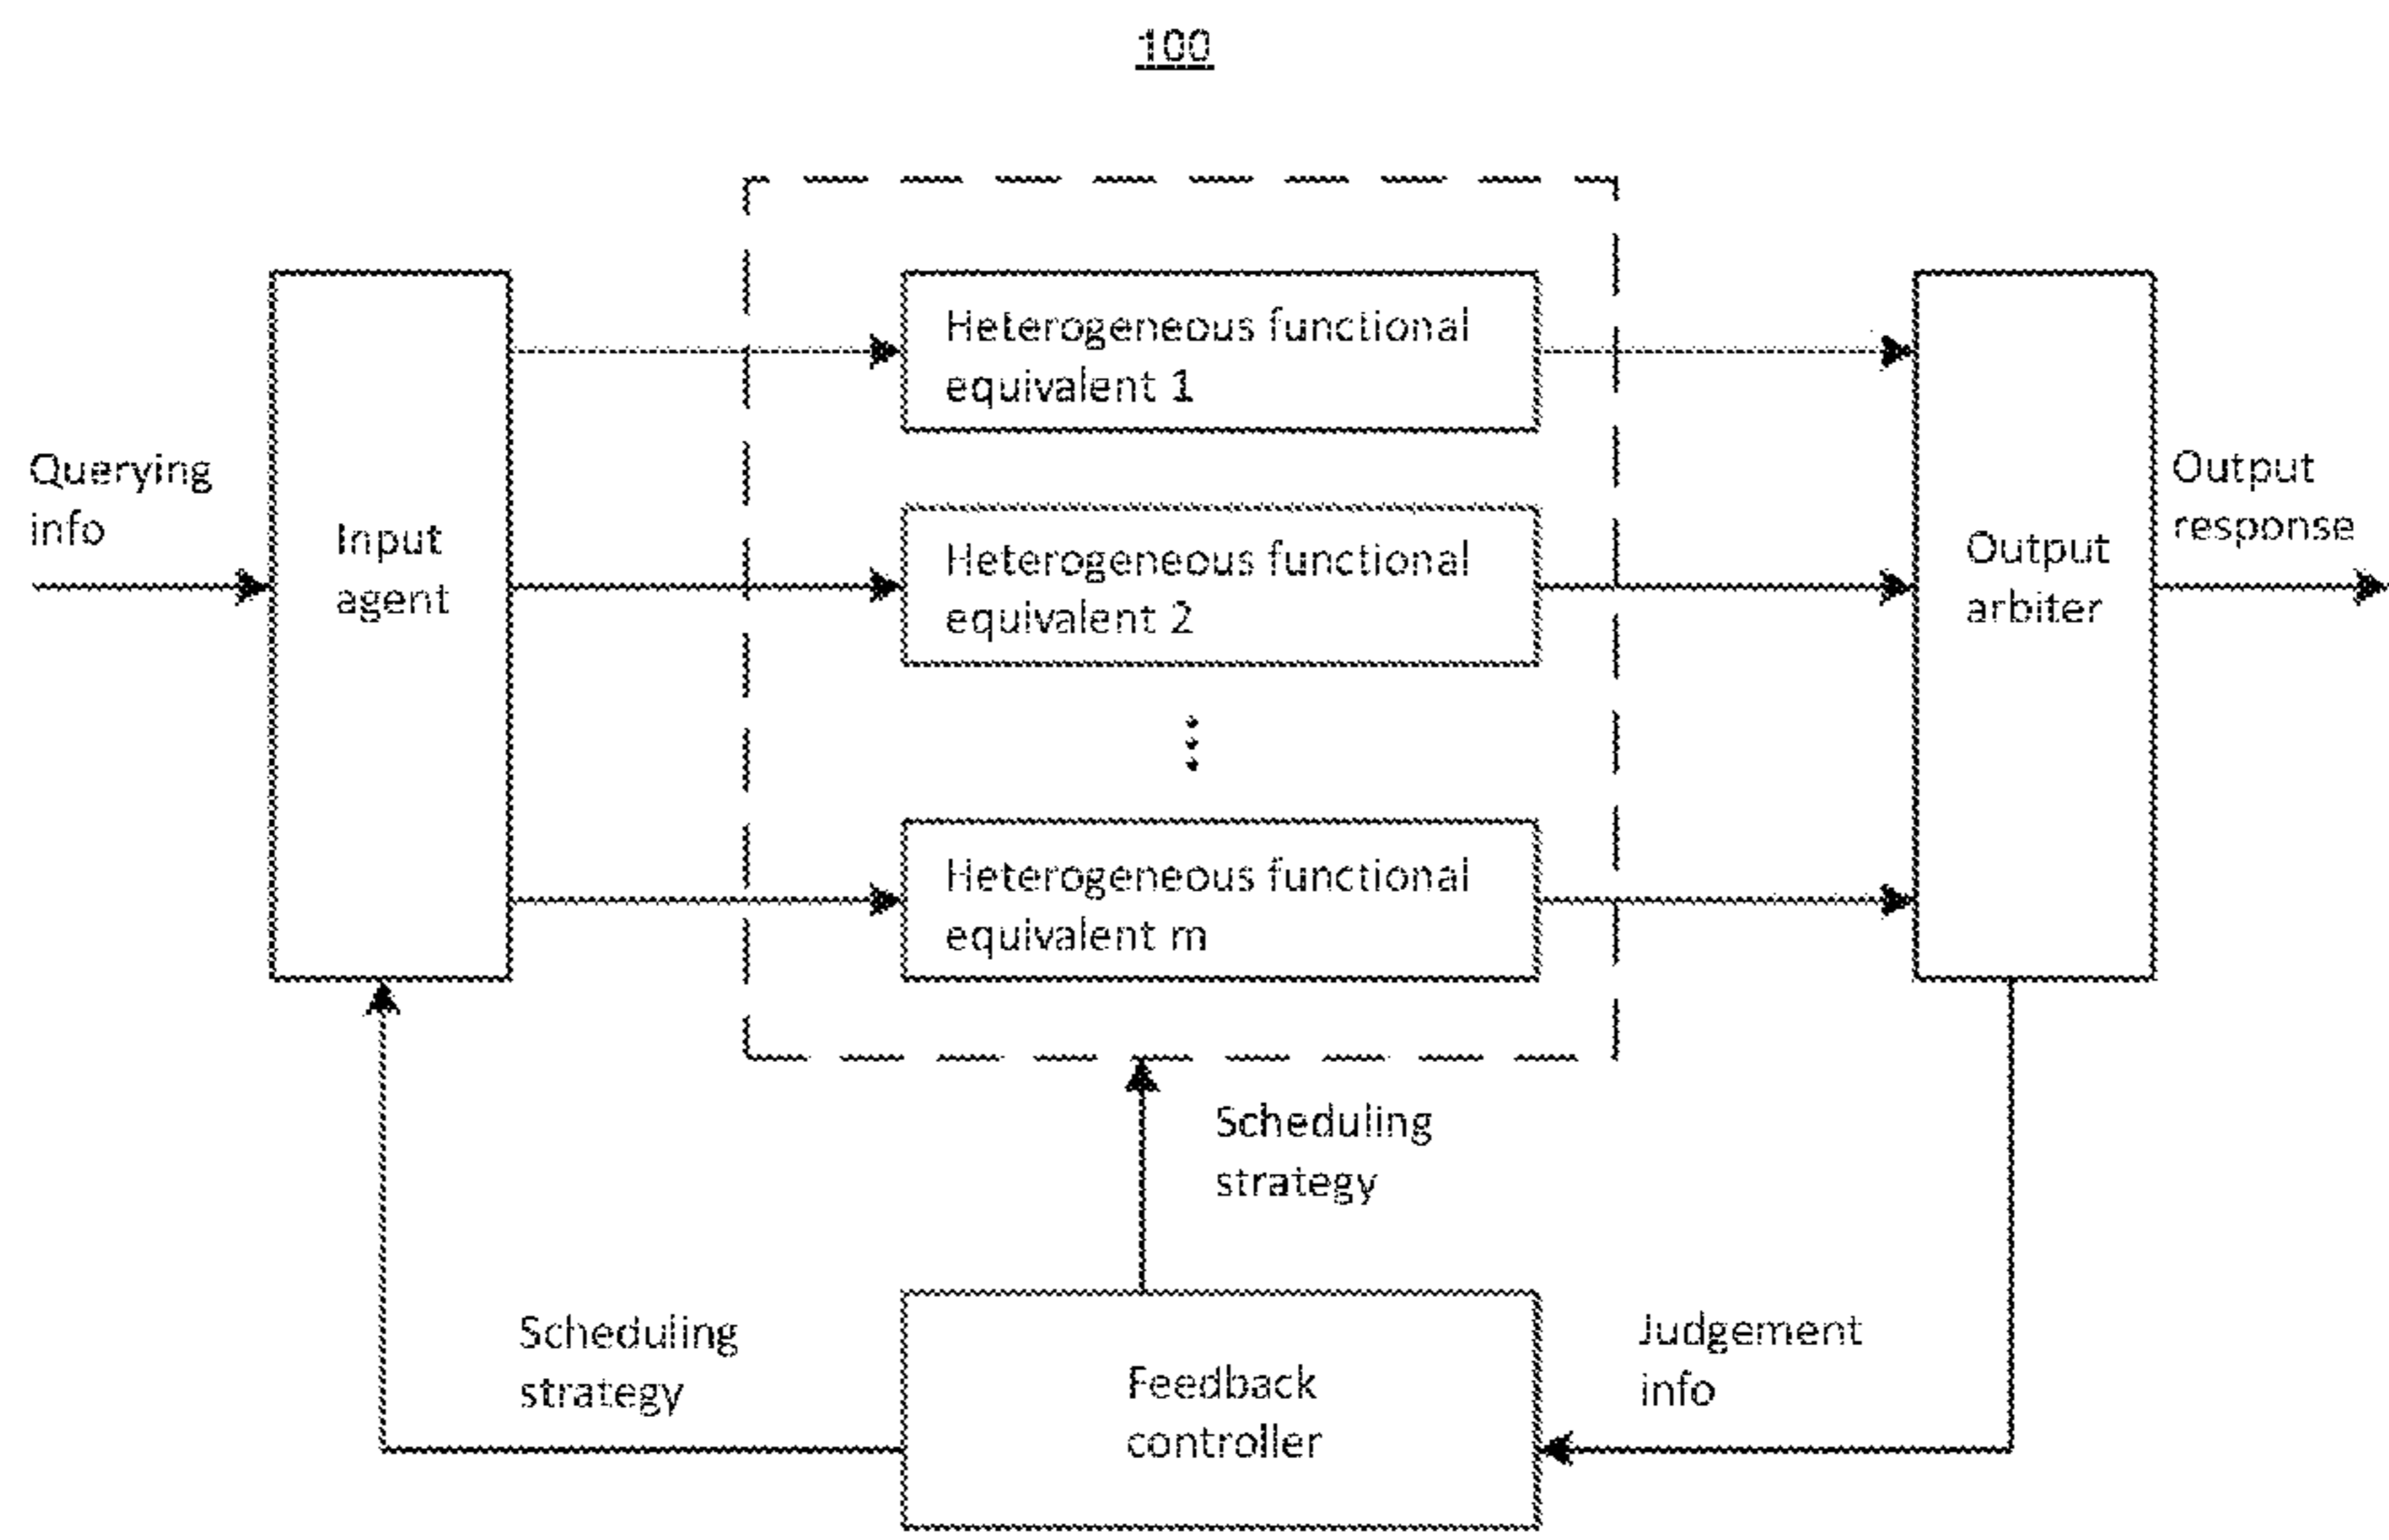 100
Querying
info
Input
agent
Heterogeneous functional
equivalent 1
Heterogeneous functional
equivalent 2
Heterogeneous functional
equivalent m
Output
arbiter
Output
response
Scheduling
strategy
Scheduling
strategy
Feedback
controller
Judgement
info